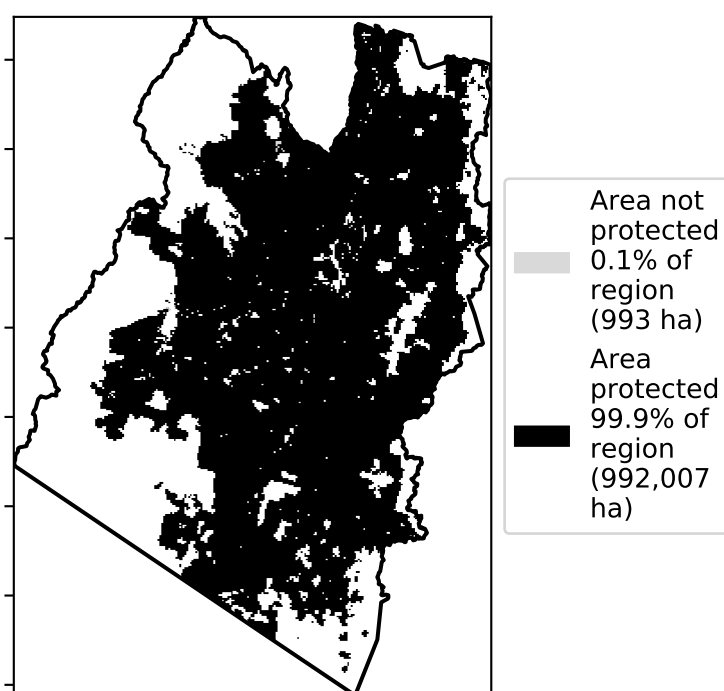 Area not
protected
0.1% of
region
(993 ha)
Area
protected
99.9% of
region
(992,007
ha)